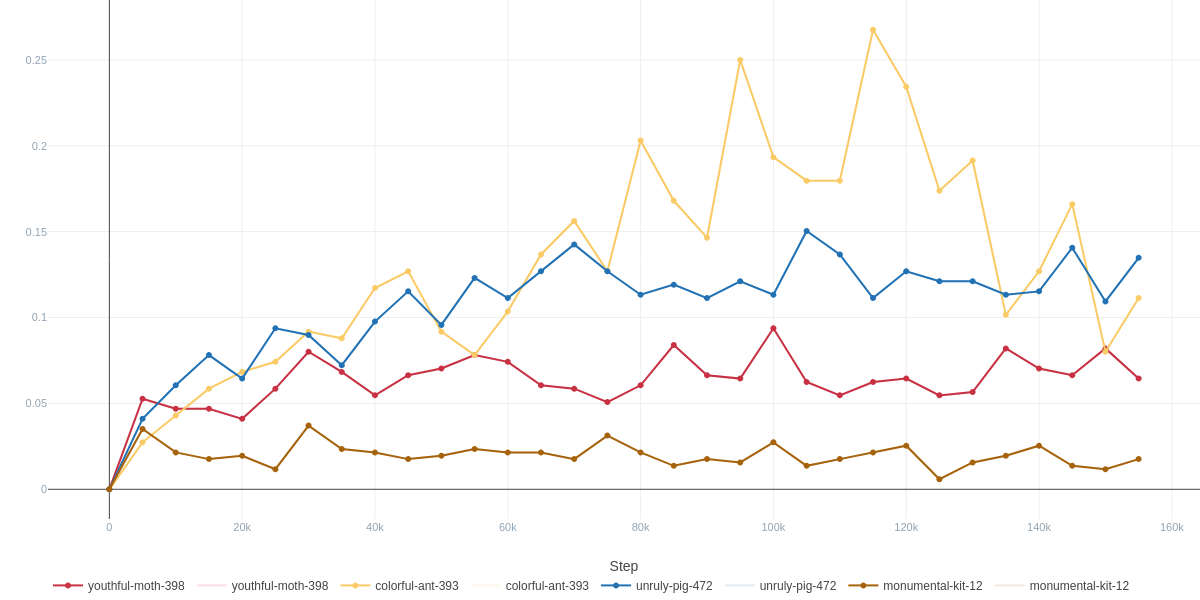 0.25
0.2
0.15
0.1
0.05
0
0 20k 40k 60k 80k 100k 120k 140k 160k
Step
youthful-moth-398 youthful-moth-398 colorful-ant-393 colorful-ant-393 unruly-pig-472 unruly-pig-472 monumental-kit-12 monumental-kit-12